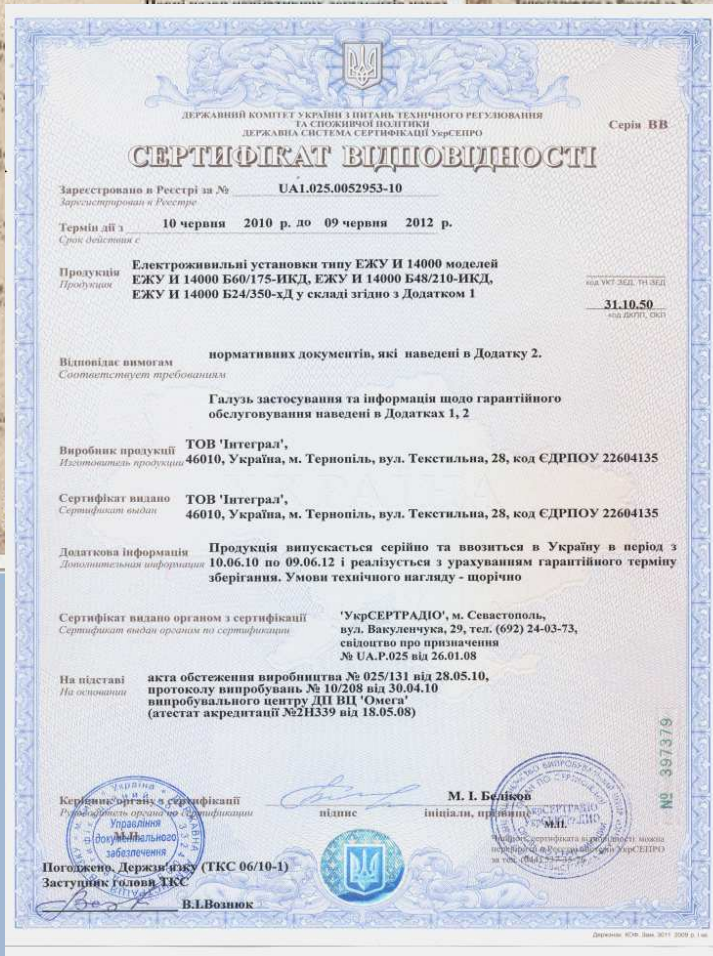 ДЕРЖАВНИЙ КОМІТЕТ УКРАЇНИ З ПИТАНЬ ТЕХНІЧНОГО РЕГУЛЮВАННЯ
ТА СПОЖИВЧОЇ ПОЛІТИКИ
ДЕРЖАВНА СИСТЕМА СЕРТИФІКАЦІЇ УкрСЕПРО
Серія ВВ
СЕРТИФІКАТ ВІДПОВІДНОСТІ
Зареєстровано в Реєстрі за № UA1.025.0052953-10
Зарегистрирован в Реестре
Термін дії з 10 червня 2010 р. до 09 червня 2012 р.
Срок действия с
Продукція Електроживильні установки типу ЕЖУ И 14000 моделей
Продукция ЕЖУ И 14000 Б60/175-ИКД, ЕЖУ И 14000 Б48/210-ИКД,
ЕЖУ И 14000 Б24/350-хД у складі згідно з Додатком 1
код УКТ ЗЕД, ТН ЗЕД
31.10.50
код ДКПП, ОКП
Відповідає вимогам нормативних документів, які наведені в Додатку 2.
Соответствует требованиям
Галузь застосування та інформація щодо гарантійного
обслуговування наведені в Додатках 1, 2
Виробник продукції ТОВ 'Інтеграл',
Изготовитель продукции 46010, Україна, м. Тернопіль, вул. Текстильна, 28, код ЄДРПОУ 22604135
Сертифікат видано ТОВ 'Інтеграл',
Сертификат выдан 46010, Україна, м. Тернопіль, вул. Текстильна, 28, код ЄДРПОУ 22604135
Додаткова інформація Продукція випускається серійно та ввозиться в Україну в період з
Дополнительная информация 10.06.10 по 09.06.12 і реалізується з урахуванням гарантійного терміну
зберігання. Умови технічного нагляду - щорічно
Сертифікат видано органом з сертифікації 'УкрСЕРТРАДІО', м. Севастополь,
Сертификат выдан органом по сертификации вул. Вакуленчука, 29, тел. (692) 24-03-73,
свідоцтво про призначення
№ UA.P.025 від 26.01.08
На підставі акта обстеження виробництва № 025/131 від 28.05.10,
На основании протоколу випробувань № 10/208 від 30.04.10
випробувального центру ДП ВЦ 'Омега'
(атестат акредитації №2Н339 від 18.05.08)
№ 397379
Керівник органу з сертифікації М. І. Беліков
Руководитель органа по сертификации підпис ініціали, прізвище
Україна
Управління
документального
забезпечення
М.П.
М.П.
Погоджено. Держзв'язку (ТКС 06/10-1)
Заступник голови ТКС
В.І.Вознюк